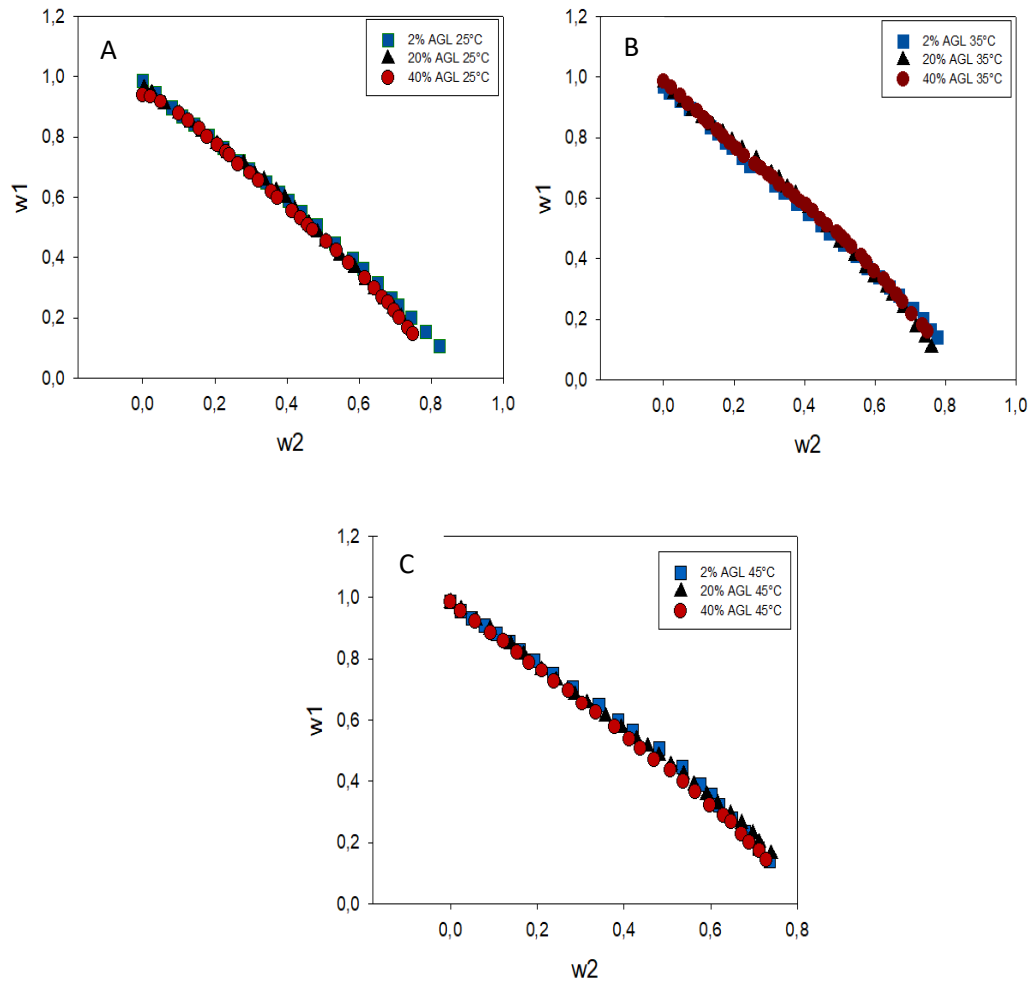 A
2% AGL 25°C
20% AGL 25°C
40% AGL 25°C
w1
1,2
1,0
0,8
0,6
0,4
0,2
0,0
0,0 0,2 0,4 0,6 0,8 1,0
w2
B
2% AGL 35°C
20% AGL 35°C
40% AGL 35°C
w1
1,2
1,0
0,8
0,6
0,4
0,2
0,0
0,0 0,2 0,4 0,6 0,8 1,0
w2
C
2% AGL 45°C
20% AGL 45°C
40% AGL 45°C
w1
1,2
1,0
0,8
0,6
0,4
0,2
0,0
0,0 0,2 0,4 0,6 0,8
w2